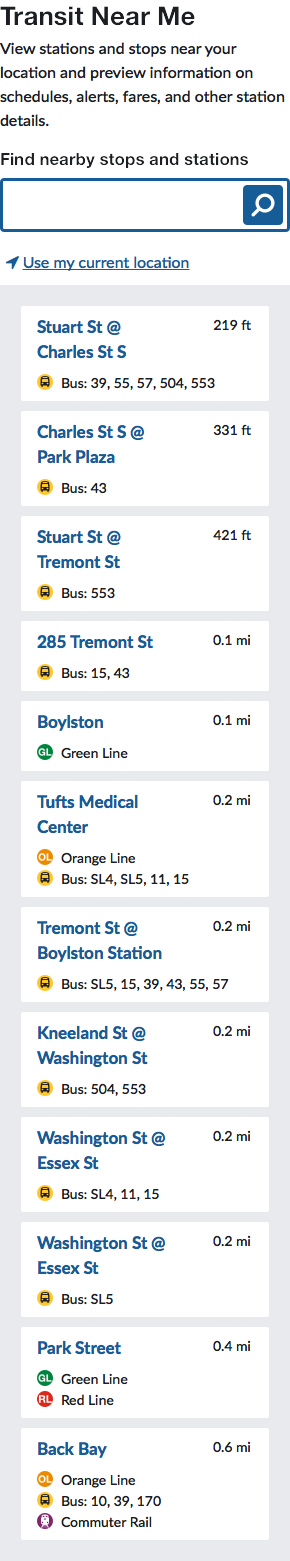 Transit Near Me
View stations and stops near your
location and preview information on
schedules, alerts, fares, and other station
details.
Find nearby stops and stations
Use my current location
Stuart St @ 219 ft
Charles St S
Bus: 39, 55, 57, 504, 553
Charles St S @ 331 ft
Park Plaza
Bus: 43
Stuart St @ 421 ft
Tremont St
Bus: 553
285 Tremont St 0.1 mi
Bus: 15, 43
Boylston 0.1 mi
GL Green Line
Tufts Medical 0.2 mi
Center
OL Orange Line
Bus: SL4, SL5, 11, 15
Tremont St @ 0.2 mi
Boylston Station
Bus: SL5, 15, 39, 43, 55, 57
Kneeland St @ 0.2 mi
Washington St
Bus: 504, 553
Washington St @ 0.2 mi
Essex St
Bus: SL4, 11, 15
Washington St @ 0.2 mi
Essex St
Bus: SL5
Park Street 0.4 mi
GL Green Line
RL Red Line
Back Bay 0.6 mi
OL Orange Line
Bus: 10, 39, 170
Commuter Rail